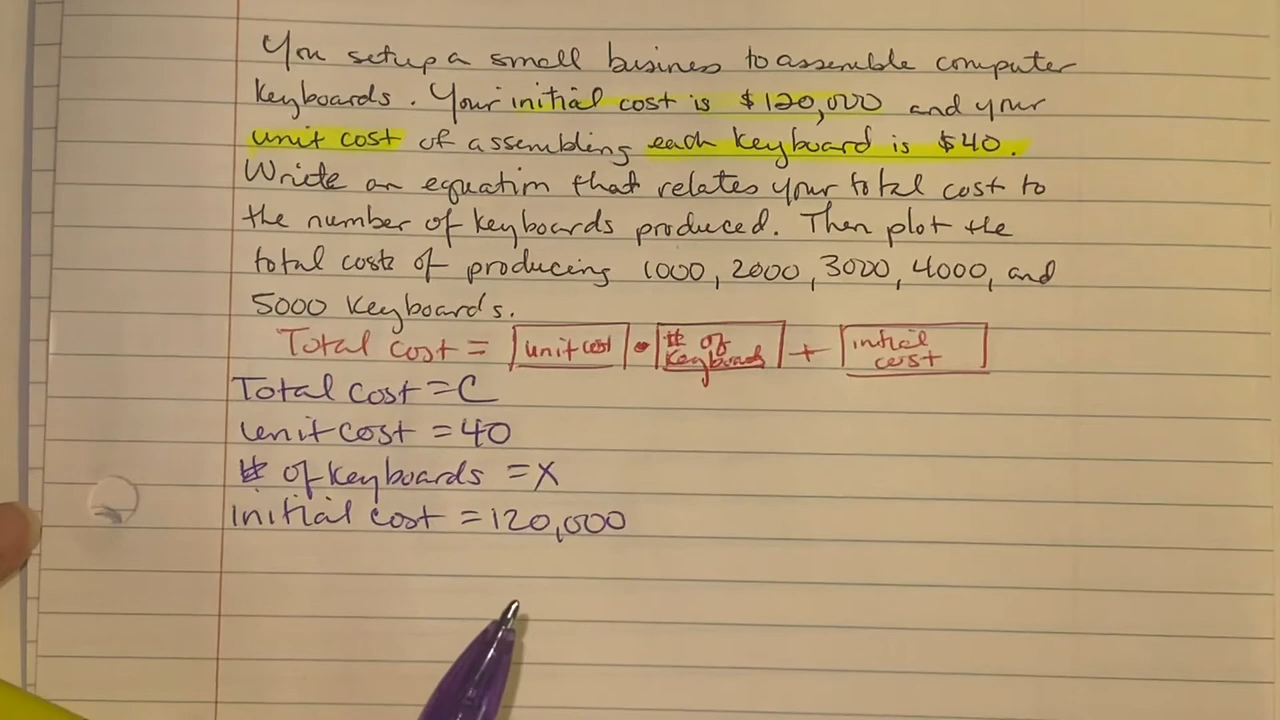 You setup a small business to assemble computer
keyboards. Your initial cost is $120,000 and your
unit cost of assembling each keyboard is $40.
Write an equation that relates your total cost to
the number of keyboards produced. Then plot the
total costs of producing 1000, 2000, 3000, 4000, and
5000 keyboards.
Total cost = unit cost • # of keyboards + initial cost
Total cost = C
unit cost = 40
# of keyboards = x
initial cost = 120,000